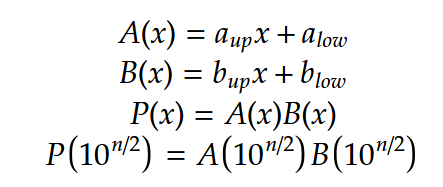 A(x) = a_{up}x + a_{low}
B(x) = b_{up}x + b_{low}
P(x) = A(x)B(x)
P(10^{n/2}) = A(10^{n/2})B(10^{n/2})